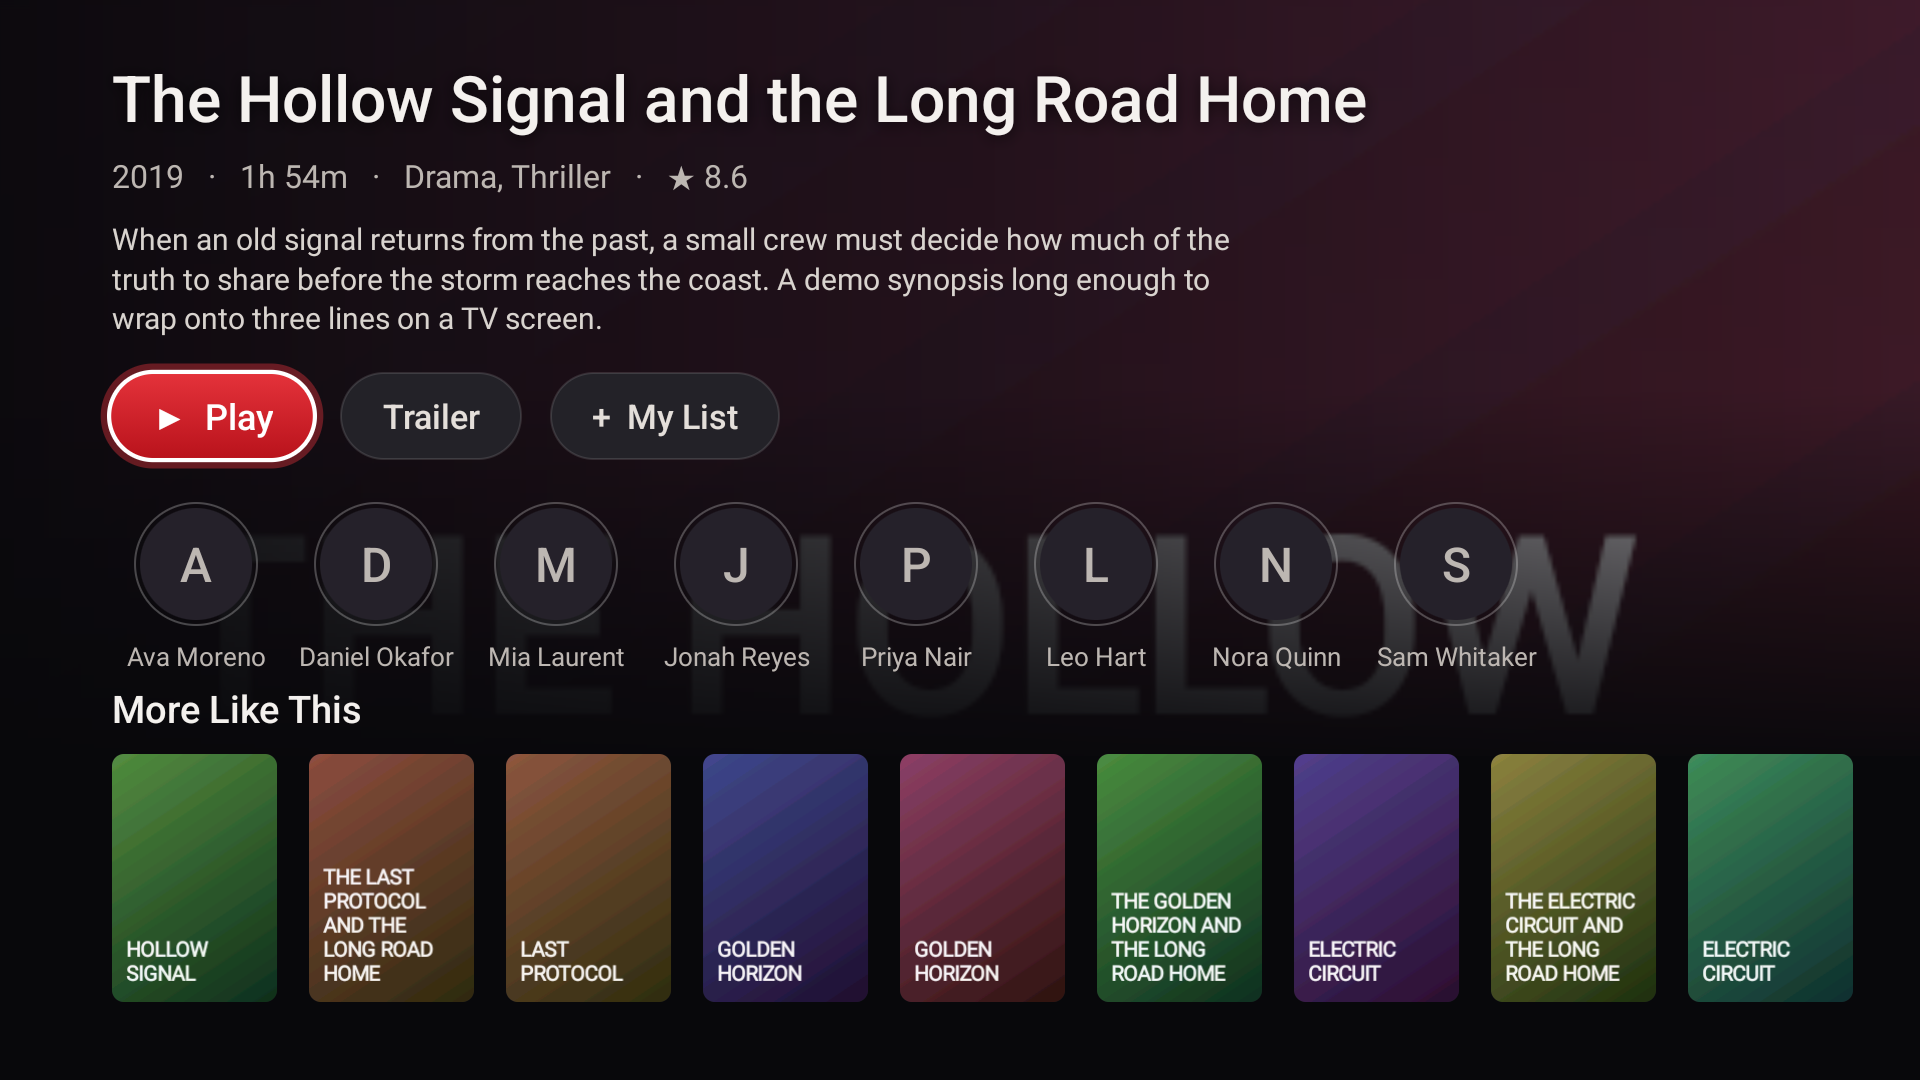 The Hollow Signal and the Long Road Home
2019 · 1h 54m · Drama, Thriller · ★ 8.6
When an old signal returns from the past, a small crew must decide how much of the
truth to share before the storm reaches the coast. A demo synopsis long enough to
wrap onto three lines on a TV screen.
► Play
Trailer
+ My List
THE HOLLOW
A
D
M
J
P
L
N
S
Ava Moreno
Daniel Okafor
Mia Laurent
Jonah Reyes
Priya Nair
Leo Hart
Nora Quinn
Sam Whitaker
More Like This
HOLLOW
SIGNAL
THE LAST
PROTOCOL
AND THE
LONG ROAD
HOME
LAST
PROTOCOL
GOLDEN
HORIZON
GOLDEN
HORIZON
THE GOLDEN
HORIZON AND
THE LONG
ROAD HOME
ELECTRIC
CIRCUIT
THE ELECTRIC
CIRCUIT AND
THE LONG
ROAD HOME
ELECTRIC
CIRCUIT